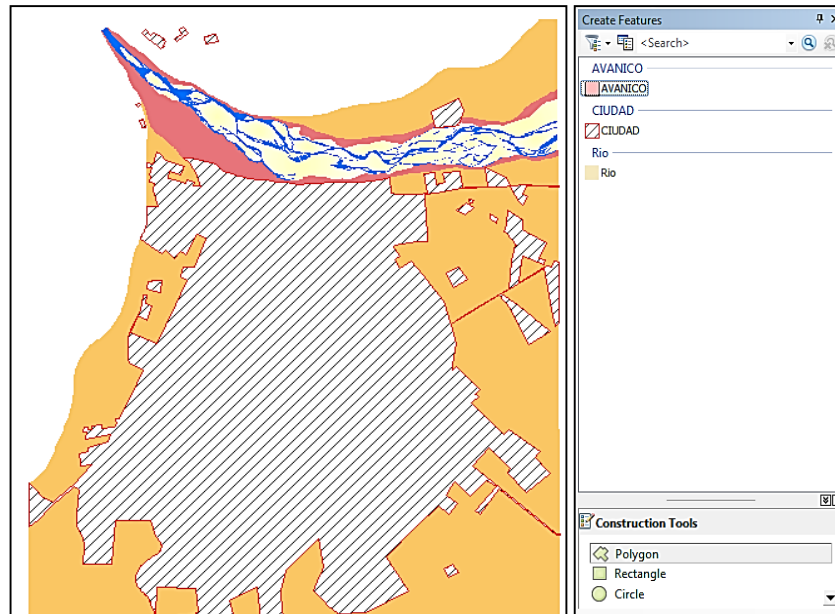 Create Features
<Search>
AVANICO
AVANICO
CIUDAD
CIUDAD
Rio
Rio
Construction Tools
Polygon
Rectangle
Circle